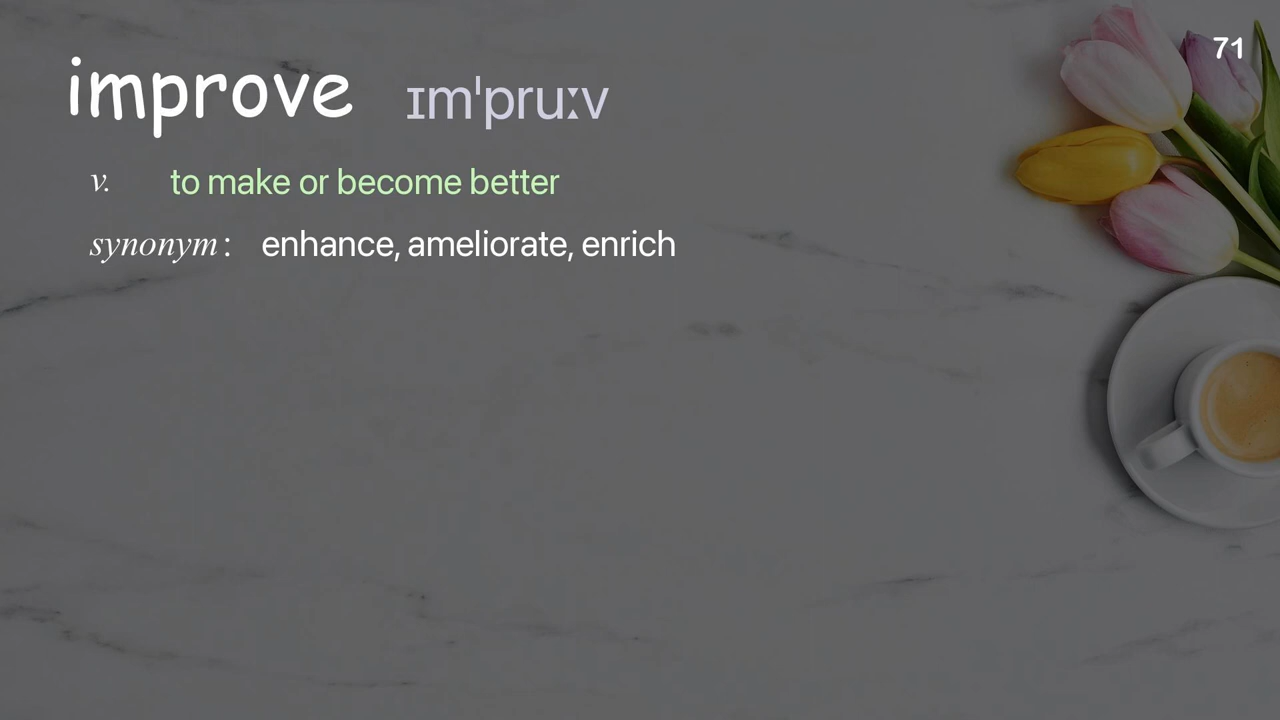 71
improve ɪmˈpruːv
v. to make or become better
synonym: enhance, ameliorate, enrich